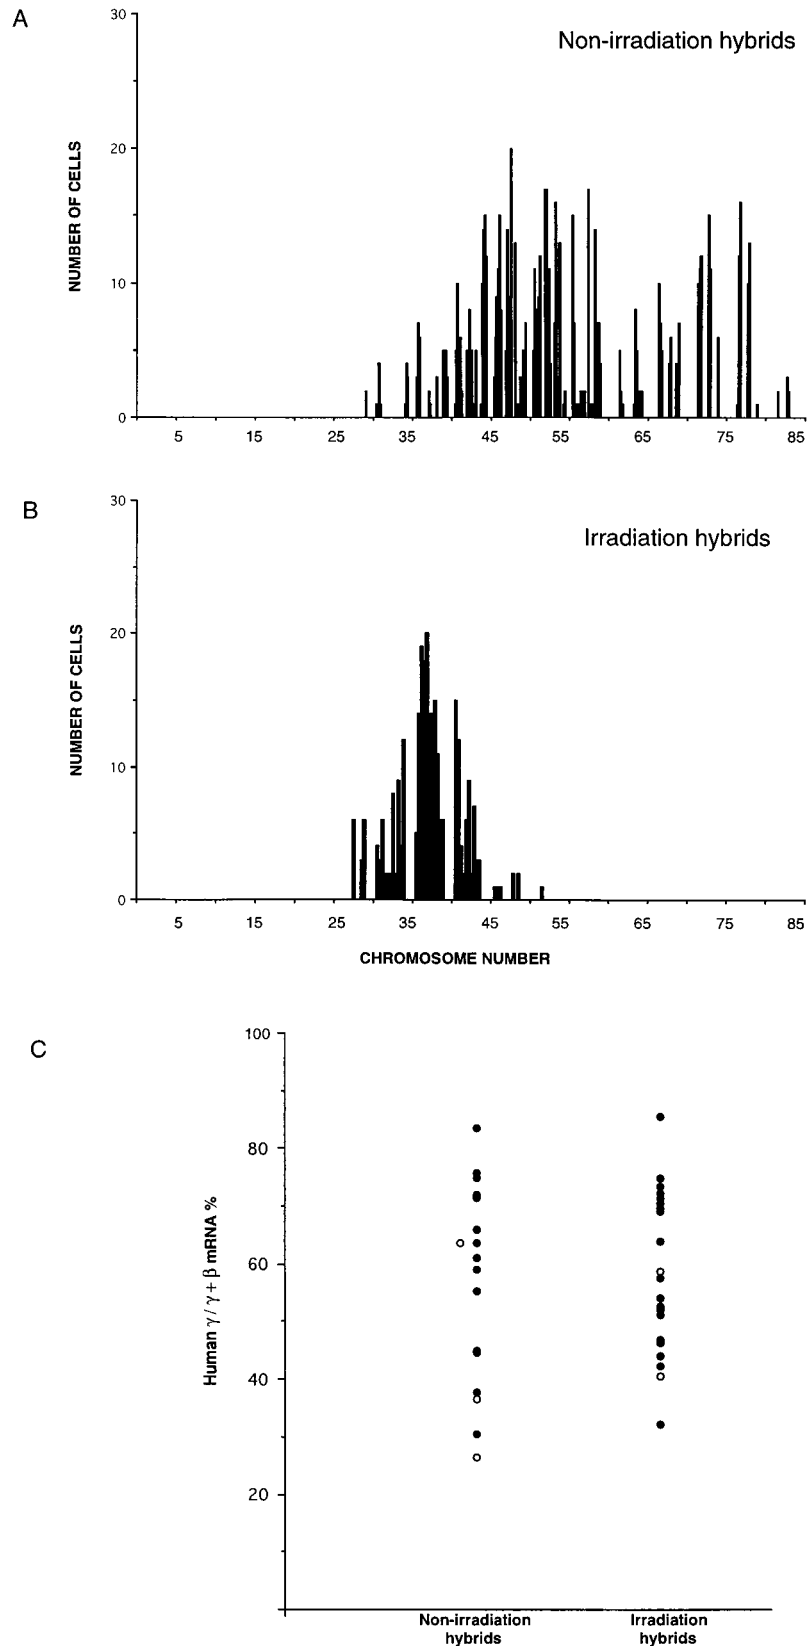 A
Non-irradiation hybrids
NUMBER OF CELLS
30
20
10
0
5 15 25 35 45 55 65 75 85
B
Irradiation hybrids
NUMBER OF CELLS
30
20
10
0
5 15 25 35 45 55 65 75 85
CHROMOSOME NUMBER
C
Human γ / γ + β mRNA %
100
80
60
40
20
Non-irradiation
hybrids
Irradiation
hybrids